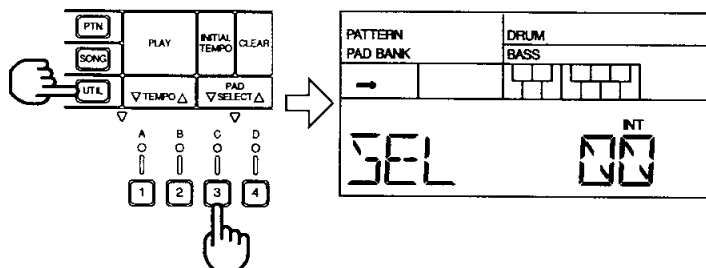 PTN
SONG
UTIL
PLAY
INITIAL
TEMPO
CLEAR
▽ TEMPO △
PAD
▽ SELECT △
▽ ▽
A B C D
1 2 3 4
PATTERN
PAD BANK
DRUM
BASS
→
INT
SEL 00